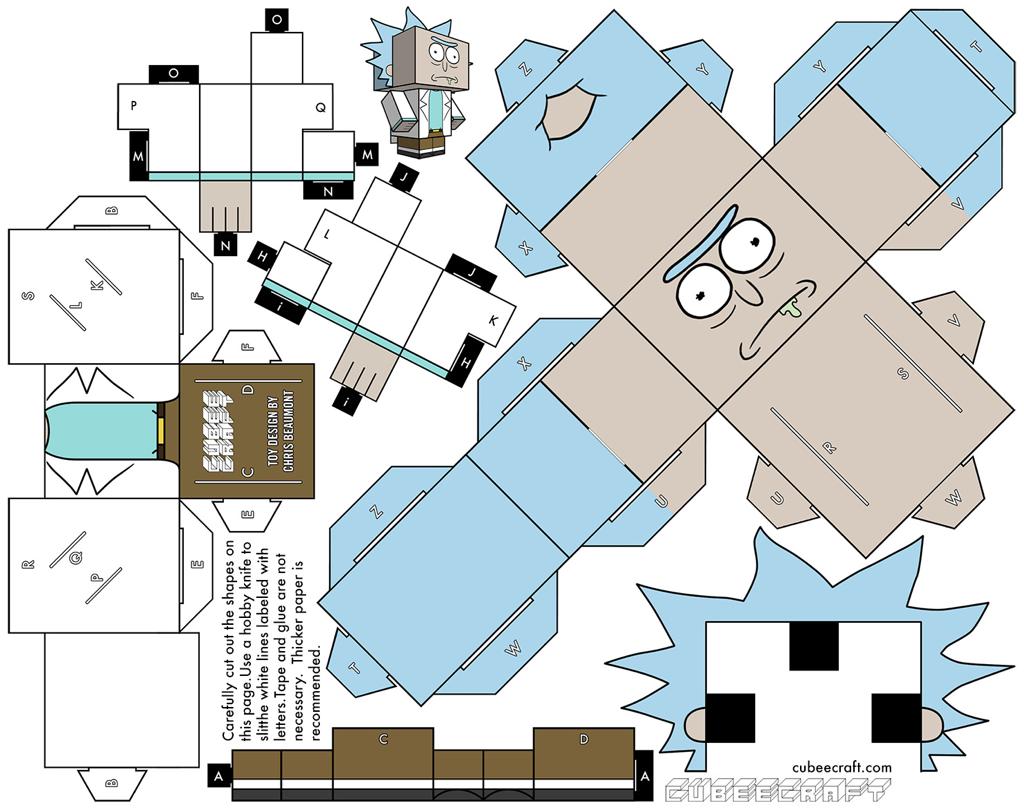 O
O
P
Q
M
M
N
N
J
L
H
J
i
K
H
i
B
S
L
K
F
F
D
CUBEE
CRAFT
TOY DESIGN BY
CHRIS BEAUMONT
C
E
R
Q
P
E
B
Carefully cut out the shapes on
this page.Use a hobby knife to
slitthe white lines labeled with
letters.Tape and glue are not
necessary. Thicker paper is
recommended.
Z
Y
X
Y
T
V
V
S
R
U
W
X
U
Z
W
T
A
C
D
A
cubeecraft.com
CUBEECRAFT